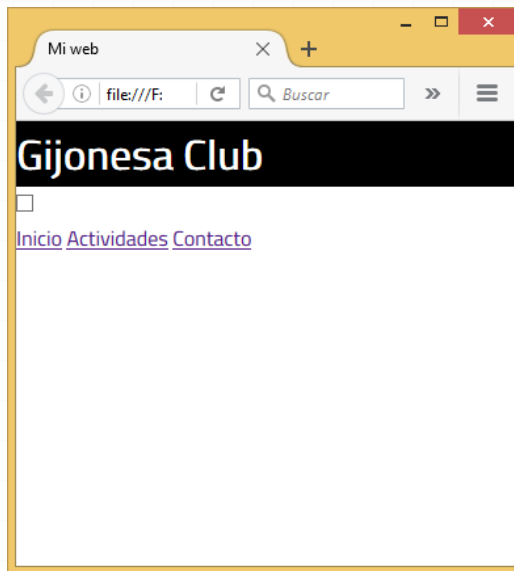 Mi web
file:///F:
Buscar
Gijonesa Club
Inicio Actividades Contacto